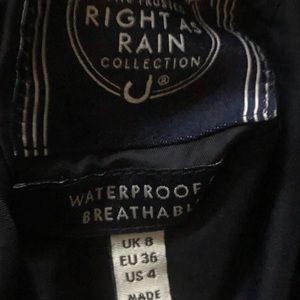 RIGHT AS
RAIN
COLLECTION
®
WATERPROOF
BREATHABL
UK 8
EU 36
US 4
MADE